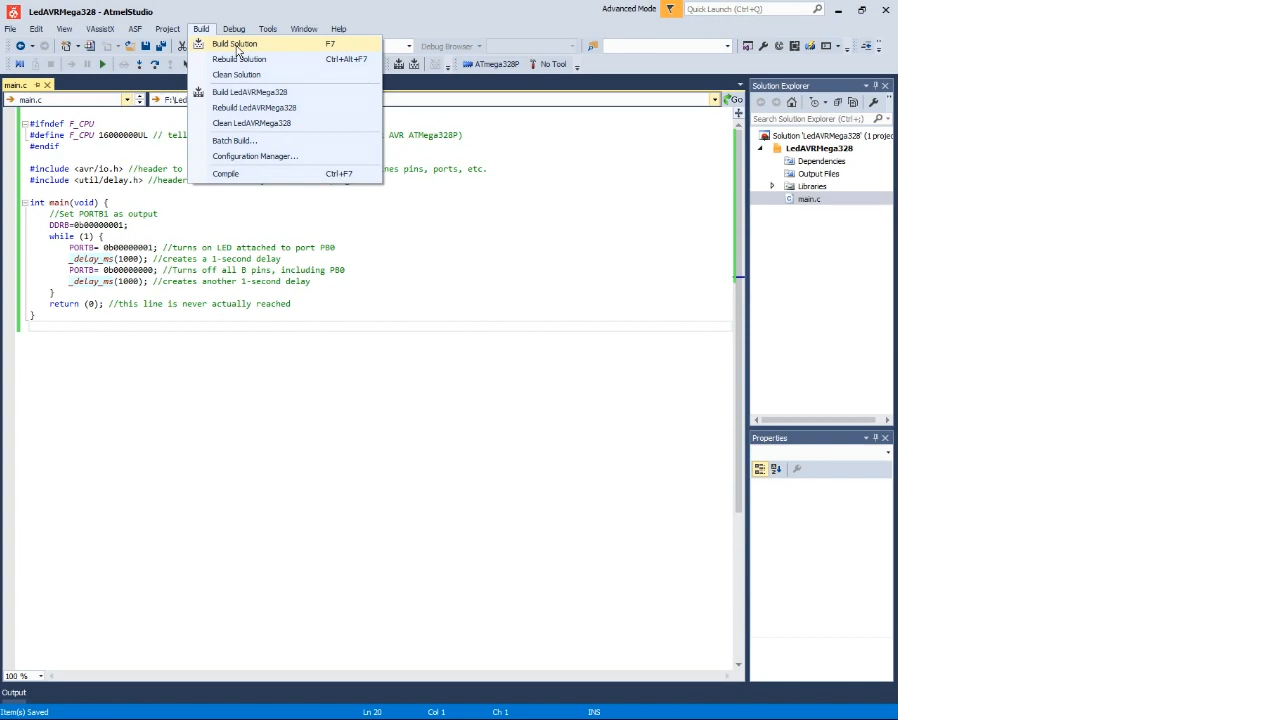 LedAVRMega328 - AtmelStudio
Advanced Mode
Quick Launch (Ctrl+Q)
File Edit View VAssistX ASF Project Build Debug Tools Window Help
Debug Browser
ATmega328P No Tool
Build Solution F7
Rebuild Solution Ctrl+Alt+F7
Clean Solution
Build LedAVRMega328
Rebuild LedAVRMega328
Clean LedAVRMega328
Batch Build...
Configuration Manager...
Compile Ctrl+F7
main.c
main.c F:\Led Go
#ifndef F_CPU
#define F_CPU 16000000UL // tell AVR ATMega328P)
#endif
#include <avr/io.h> //header to nes pins, ports, etc.
#include <util/delay.h> //header
int main(void) {
//Set PORTB1 as output
DDRB=0b00000001;
while (1) {
PORTB= 0b00000001; //turns on LED attached to port PB0
_delay_ms(1000); //creates a 1-second delay
PORTB= 0b00000000; //Turns off all B pins, including PB0
_delay_ms(1000); //creates another 1-second delay
}
return (0); //this line is never actually reached
}
100 %
Output
Item(s) Saved Ln 20 Col 1 Ch 1 INS
Solution Explorer
Search Solution Explorer (Ctrl+;)
Solution 'LedAVRMega328' (1 projec
LedAVRMega328
Dependencies
Output Files
Libraries
main.c
Properties